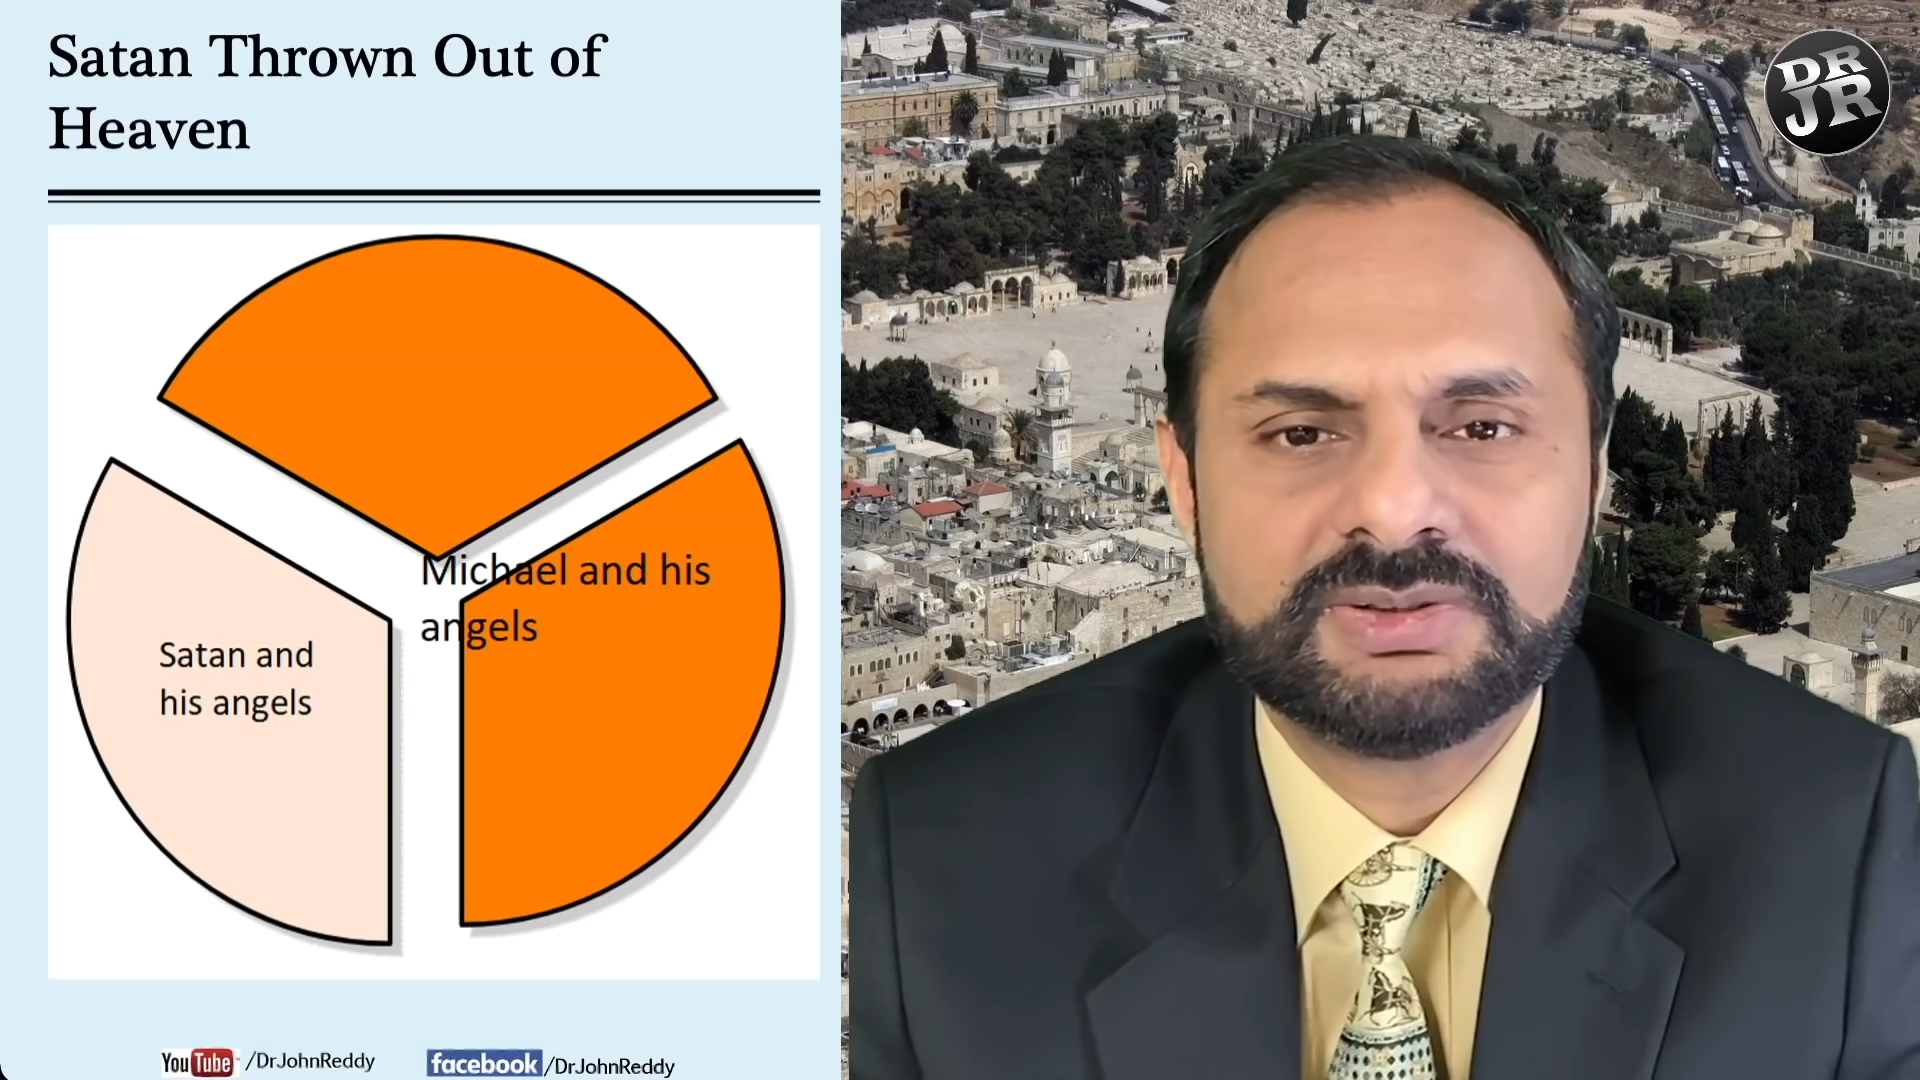 Satan Thrown Out of
Heaven
Michael and his
angels
Satan and
his angels
YouTube /DrJohnReddy
facebook /DrJohnReddy
DR
JR